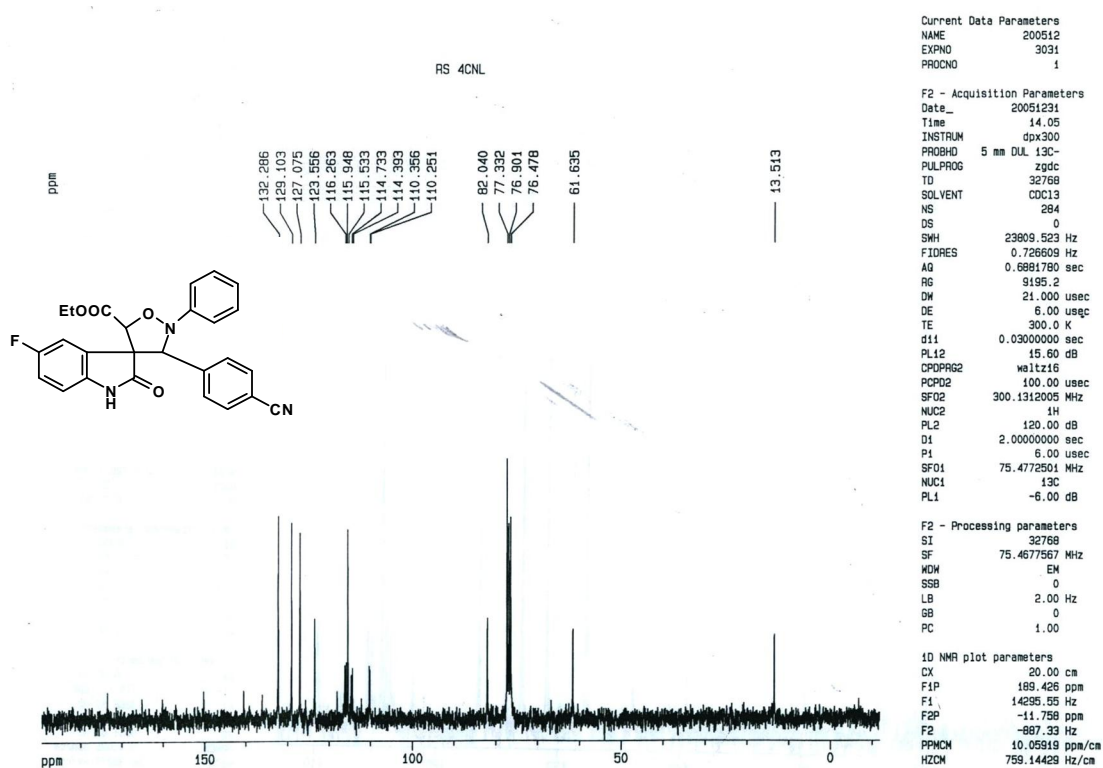 RS 4CNL
ppm
132.286
129.103
127.075
123.556
116.263
115.948
115.533
114.733
114.393
110.356
110.251
82.040
77.332
76.901
76.478
61.635
13.513
EtOOC
O
N
F
N
H
O
CN
ppm
150
100
50
0
Current Data Parameters
NAME 200512
EXPNO 3031
PROCNO 1
F2 - Acquisition Parameters
Date_ 20051231
Time 14.05
INSTRUM dpx300
PROBHD 5 mm DUL 13C-
PULPROG zgdc
TD 32768
SOLVENT CDCl3
NS 284
DS 0
SWH 23809.523 Hz
FIDRES 0.726609 Hz
AQ 0.6881780 sec
RG 9195.2
DW 21.000 usec
DE 6.00 usec
TE 300.0 K
d11 0.03000000 sec
PL12 15.60 dB
CPDPRG2 waltz16
PCPD2 100.00 usec
SFO2 300.1312005 MHz
NUC2 1H
PL2 120.00 dB
D1 2.00000000 sec
P1 6.00 usec
SFO1 75.4772501 MHz
NUC1 13C
PL1 -6.00 dB
F2 - Processing parameters
SI 32768
SF 75.4677567 MHz
WDW EM
SSB 0
LB 2.00 Hz
GB 0
PC 1.00
1D NMR plot parameters
CX 20.00 cm
F1P 189.426 ppm
F1 14295.55 Hz
F2P -11.758 ppm
F2 -887.33 Hz
PPMCM 10.05919 ppm/cm
HZCM 759.14429 Hz/cm